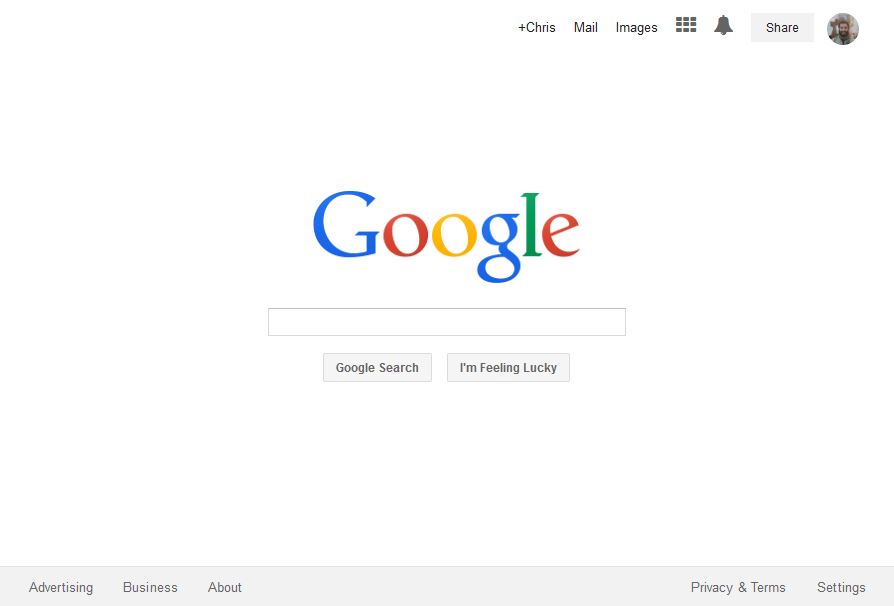 +Chris Mail Images Share
Google
Google Search I'm Feeling Lucky
Advertising Business About Privacy & Terms Settings